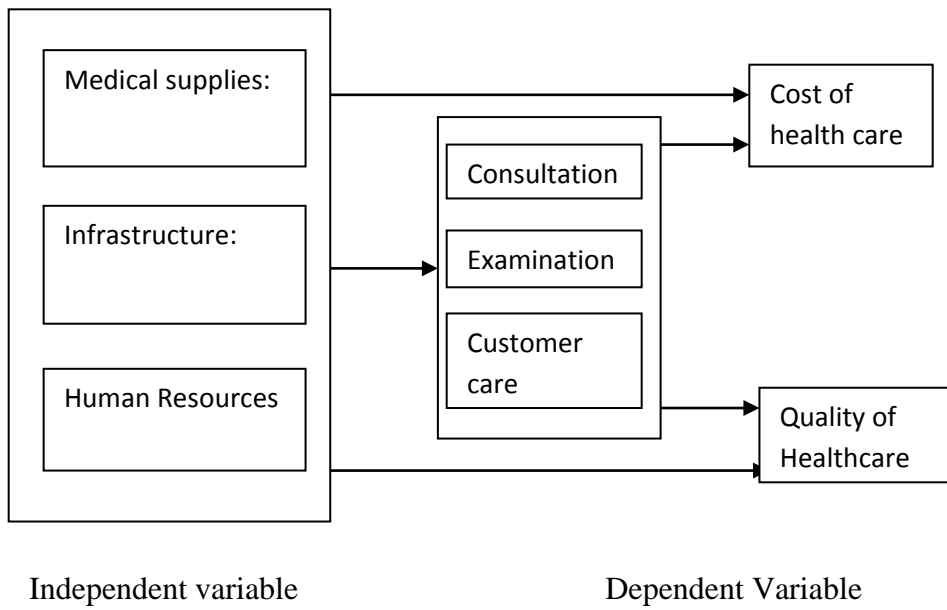 Medical supplies:
Infrastructure:
Human Resources
Consultation
Examination
Customer
care
Cost of
health care
Quality of
Healthcare
Independent variable
Dependent Variable